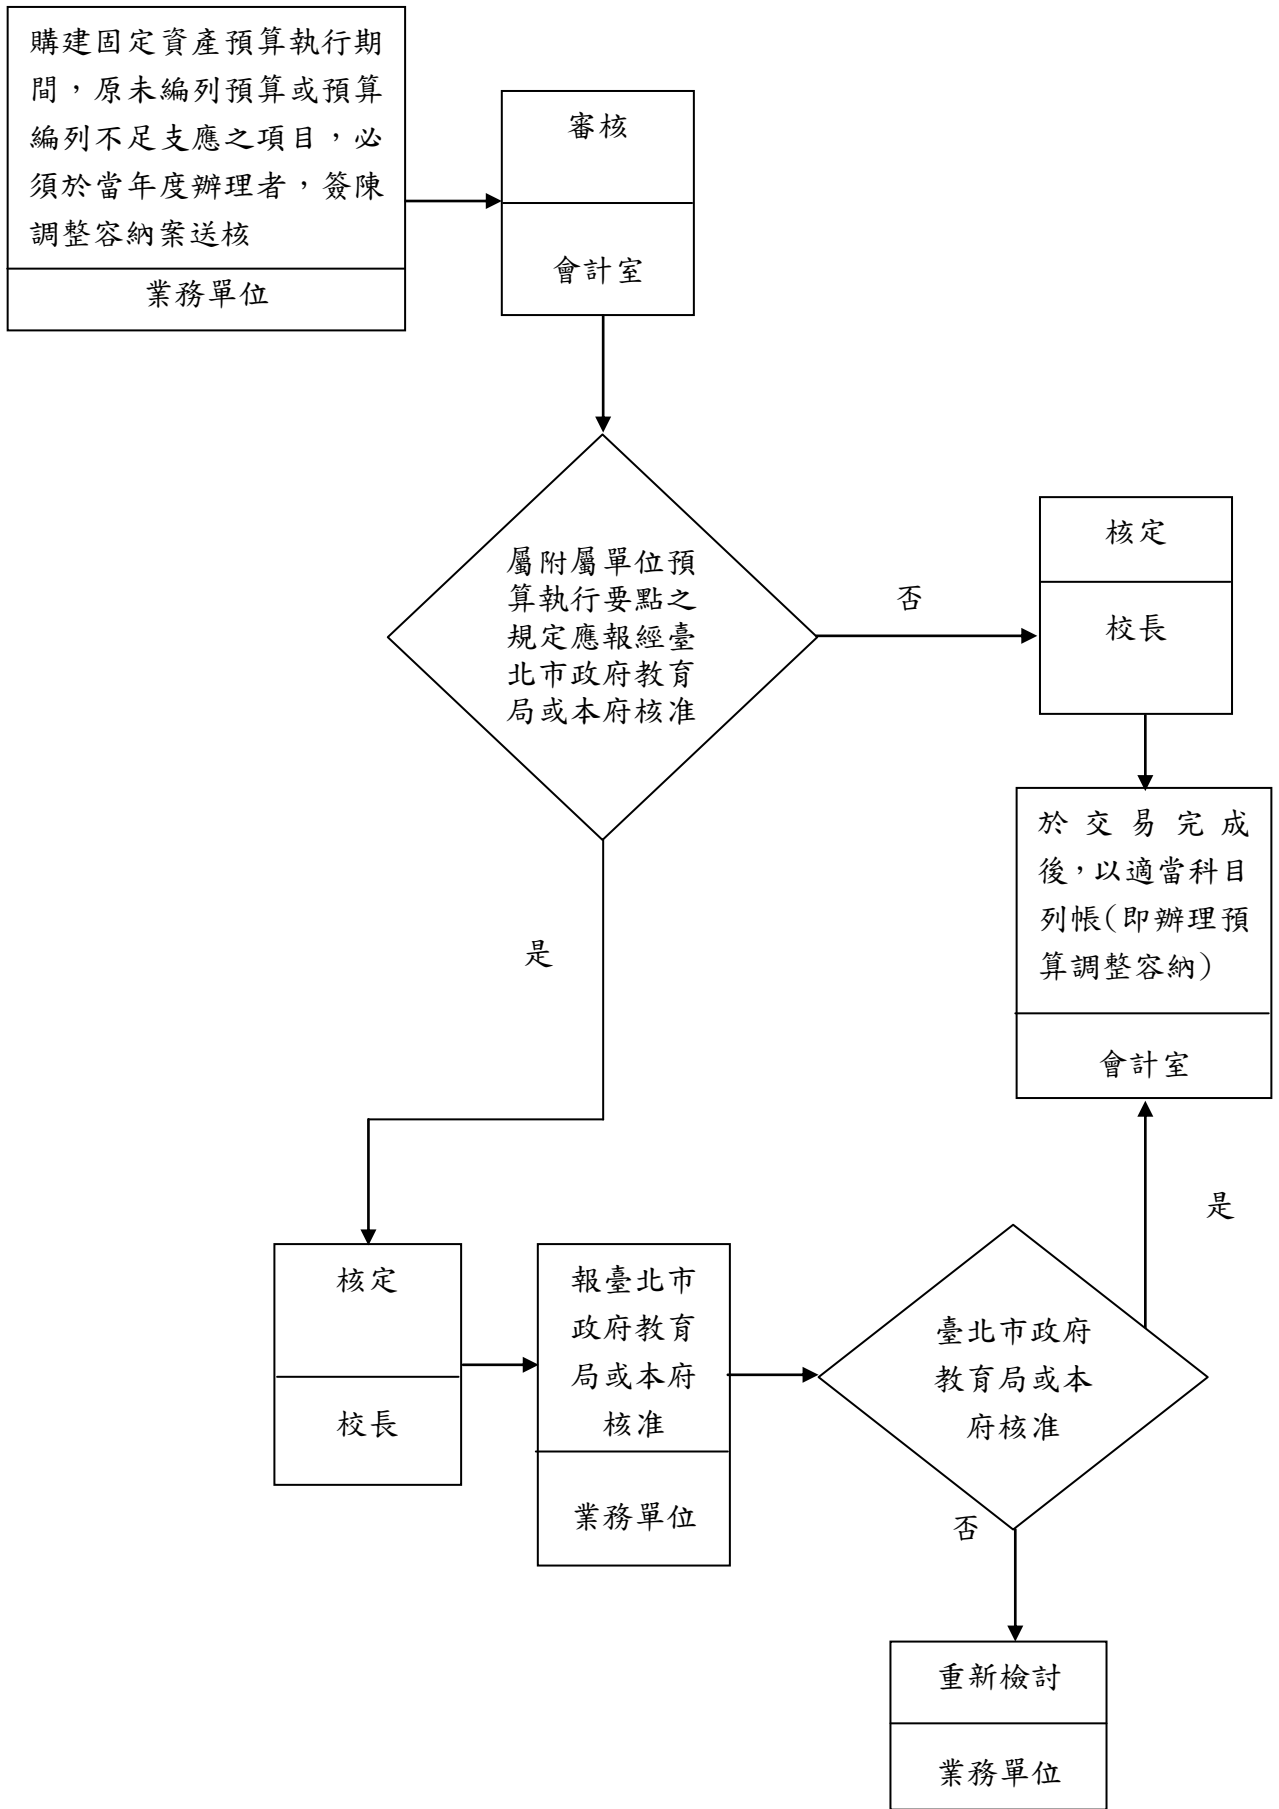 購建固定資產預算執行期
間，原未編列預算或預算
編列不足支應之項目，必
須於當年度辦理者，簽陳
調整容納案送核
業務單位
審核
會計室
屬附屬單位預
算執行要點之
規定應報經臺
北市政府教育
局或本府核准
否
核定
校長
於交易完成
後，以適當科目
列帳(即辦理預
算調整容納)
會計室
是
是
核定
校長
報臺北市
政府教育
局或本府
核准
業務單位
臺北市政府
教育局或本
府核准
否
重新檢討
業務單位